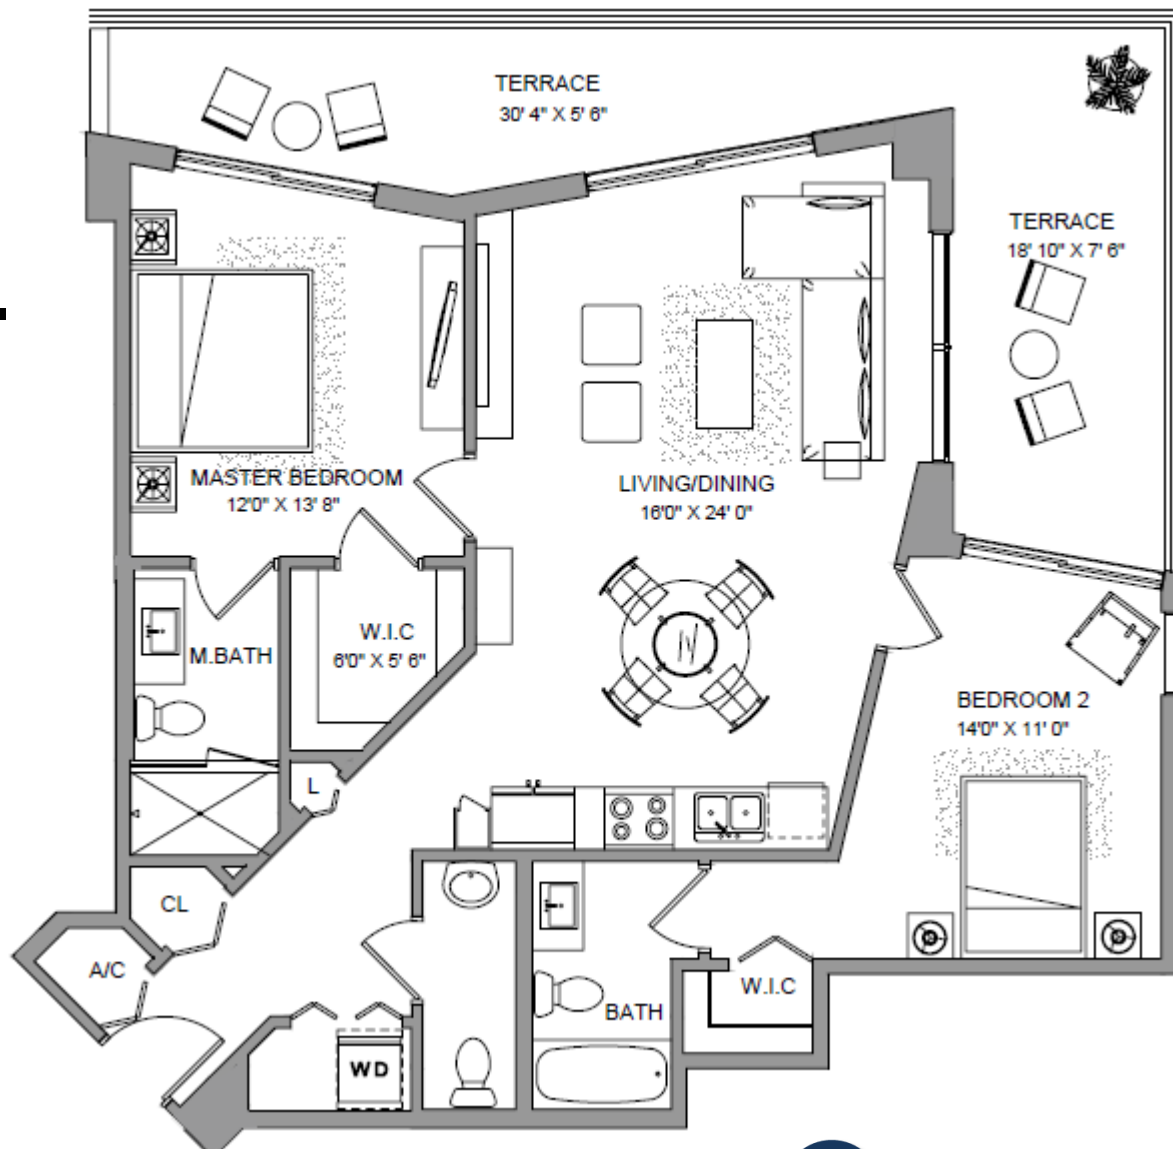 TERRACE
30' 4" X 5' 6"
TERRACE
18' 10" X 7' 6"
MASTER BEDROOM
12'0" X 13' 8"
LIVING/DINING
16'0" X 24' 0"
W.I.C
6'0" X 5' 6"
M.BATH
BEDROOM 2
14'0" X 11' 0"
L
CL
A/C
W.I.C
BATH
WD